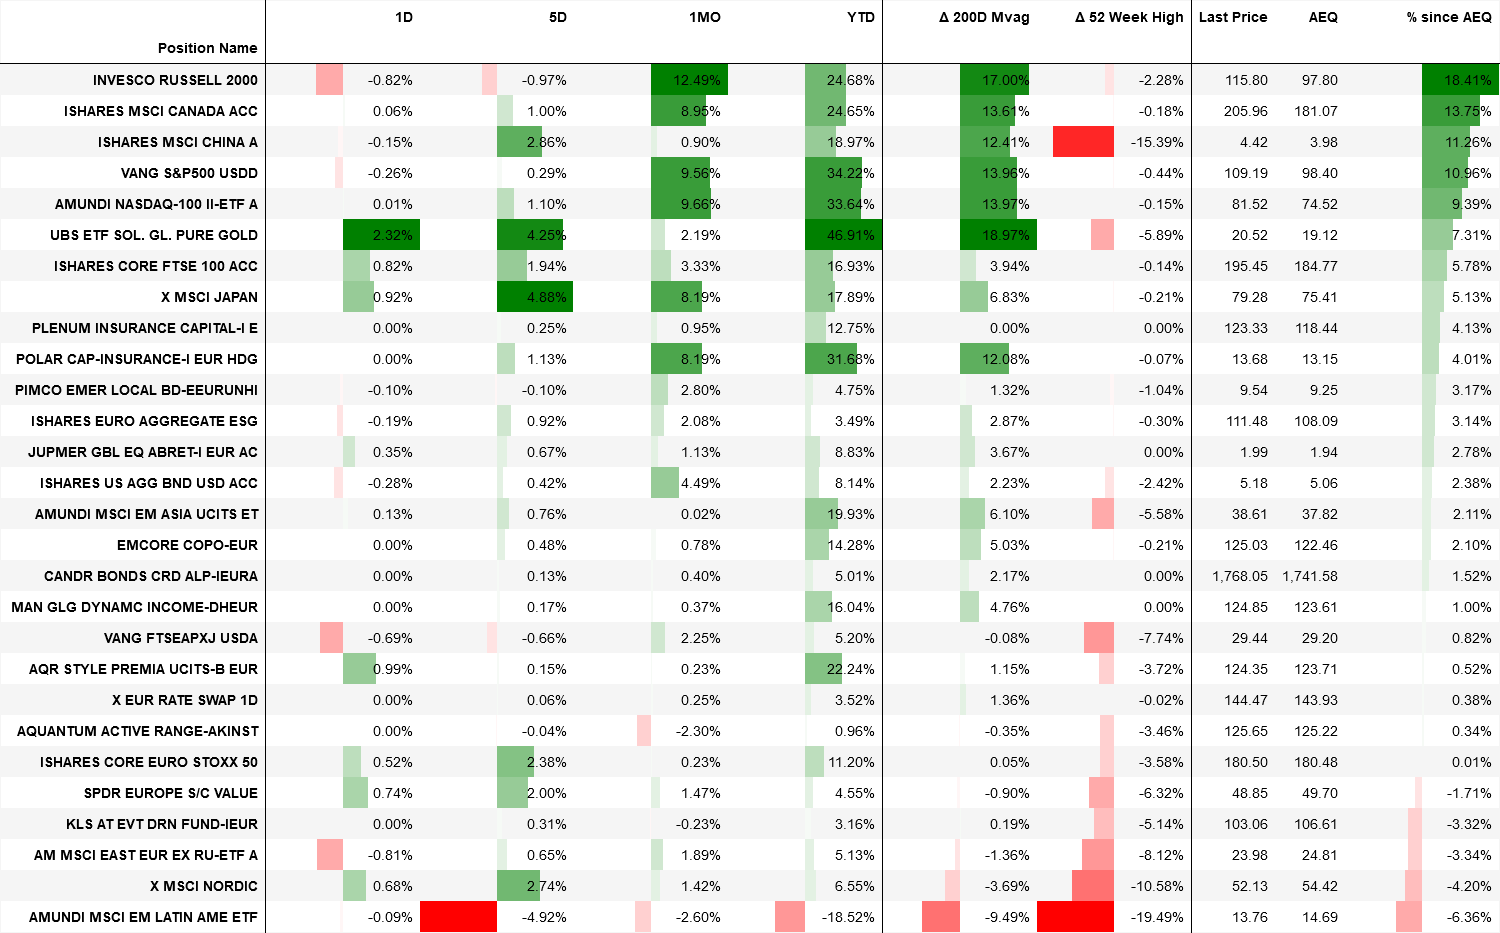 1D 5D 1MO YTD Δ 200D Mvag Δ 52 Week High Last Price AEQ % since AEQ
Position Name
INVESCO RUSSELL 2000 -0.82% -0.97% 12.49% 24.68% 17.00% -2.28% 115.80 97.80 18.41%
ISHARES MSCI CANADA ACC 0.06% 1.00% 8.95% 24.65% 13.61% -0.18% 205.96 181.07 13.75%
ISHARES MSCI CHINA A -0.15% 2.86% 0.90% 18.97% 12.41% -15.39% 4.42 3.98 11.26%
VANG S&P500 USDD -0.26% 0.29% 9.56% 34.22% 13.96% -0.44% 109.19 98.40 10.96%
AMUNDI NASDAQ-100 II-ETF A 0.01% 1.10% 9.66% 33.64% 13.97% -0.15% 81.52 74.52 9.39%
UBS ETF SOL. GL. PURE GOLD 2.32% 4.25% 2.19% 46.91% 18.97% -5.89% 20.52 19.12 7.31%
ISHARES CORE FTSE 100 ACC 0.82% 1.94% 3.33% 16.93% 3.94% -0.14% 195.45 184.77 5.78%
X MSCI JAPAN 0.92% 4.88% 8.19% 17.89% 6.83% -0.21% 79.28 75.41 5.13%
PLENUM INSURANCE CAPITAL-I E 0.00% 0.25% 0.95% 12.75% 0.00% 0.00% 123.33 118.44 4.13%
POLAR CAP-INSURANCE-I EUR HDG 0.00% 1.13% 8.19% 31.68% 12.08% -0.07% 13.68 13.15 4.01%
PIMCO EMER LOCAL BD-EEURUNHI -0.10% -0.10% 2.80% 4.75% 1.32% -1.04% 9.54 9.25 3.17%
ISHARES EURO AGGREGATE ESG -0.19% 0.92% 2.08% 3.49% 2.87% -0.30% 111.48 108.09 3.14%
JUPMER GBL EQ ABRET-I EUR AC 0.35% 0.67% 1.13% 8.83% 3.67% 0.00% 1.99 1.94 2.78%
ISHARES US AGG BND USD ACC -0.28% 0.42% 4.49% 8.14% 2.23% -2.42% 5.18 5.06 2.38%
AMUNDI MSCI EM ASIA UCITS ET 0.13% 0.76% 0.02% 19.93% 6.10% -5.58% 38.61 37.82 2.11%
EMCORE COPO-EUR 0.00% 0.48% 0.78% 14.28% 5.03% -0.21% 125.03 122.46 2.10%
CANDR BONDS CRD ALP-IEURA 0.00% 0.13% 0.40% 5.01% 2.17% 0.00% 1,768.05 1,741.58 1.52%
MAN GLG DYNAMC INCOME-DHEUR 0.00% 0.17% 0.37% 16.04% 4.76% 0.00% 124.85 123.61 1.00%
VANG FTSEAPXJ USDA -0.69% -0.66% 2.25% 5.20% -0.08% -7.74% 29.44 29.20 0.82%
AQR STYLE PREMIA UCITS-B EUR 0.99% 0.15% 0.23% 22.24% 1.15% -3.72% 124.35 123.71 0.52%
X EUR RATE SWAP 1D 0.00% 0.06% 0.25% 3.52% 1.36% -0.02% 144.47 143.93 0.38%
AQUANTUM ACTIVE RANGE-AKINST 0.00% -0.04% -2.30% 0.96% -0.35% -3.46% 125.65 125.22 0.34%
ISHARES CORE EURO STOXX 50 0.52% 2.38% 0.23% 11.20% 0.05% -3.58% 180.50 180.48 0.01%
SPDR EUROPE S/C VALUE 0.74% 2.00% 1.47% 4.55% -0.90% -6.32% 48.85 49.70 -1.71%
KLS AT EVT DRN FUND-IEUR 0.00% 0.31% -0.23% 3.16% 0.19% -5.14% 103.06 106.61 -3.32%
AM MSCI EAST EUR EX RU-ETF A -0.81% 0.65% 1.89% 5.13% -1.36% -8.12% 23.98 24.81 -3.34%
X MSCI NORDIC 0.68% 2.74% 1.42% 6.55% -3.69% -10.58% 52.13 54.42 -4.20%
AMUNDI MSCI EM LATIN AME ETF -0.09% -4.92% -2.60% -18.52% -9.49% -19.49% 13.76 14.69 -6.36%